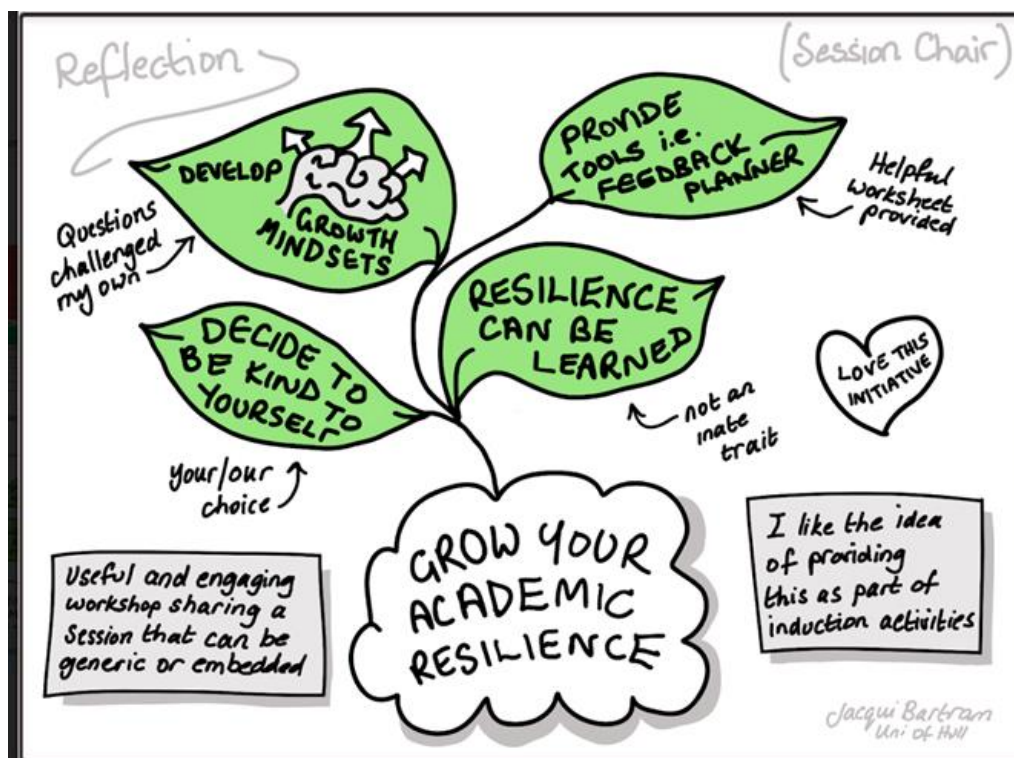 Reflection
(Session Chair)
DEVELOP
GROWTH
MINDSETS
Questions
challenged
my own
PROVIDE
TOOLS i.e.
FEEDBACK
PLANNER
Helpful
worksheet
provided
DECIDE TO
BE KIND TO
YOURSELF
your/our
choice
RESILIENCE
CAN BE
LEARNED
not an
inate
trait
LOVE THIS
INITIATIVE
GROW YOUR
ACADEMIC
RESILIENCE
Useful and engaging
workshop sharing a
session that can be
generic or embedded
I like the idea
of providing
this as part of
induction activities
Jacqui Bartram
Uni of Hull